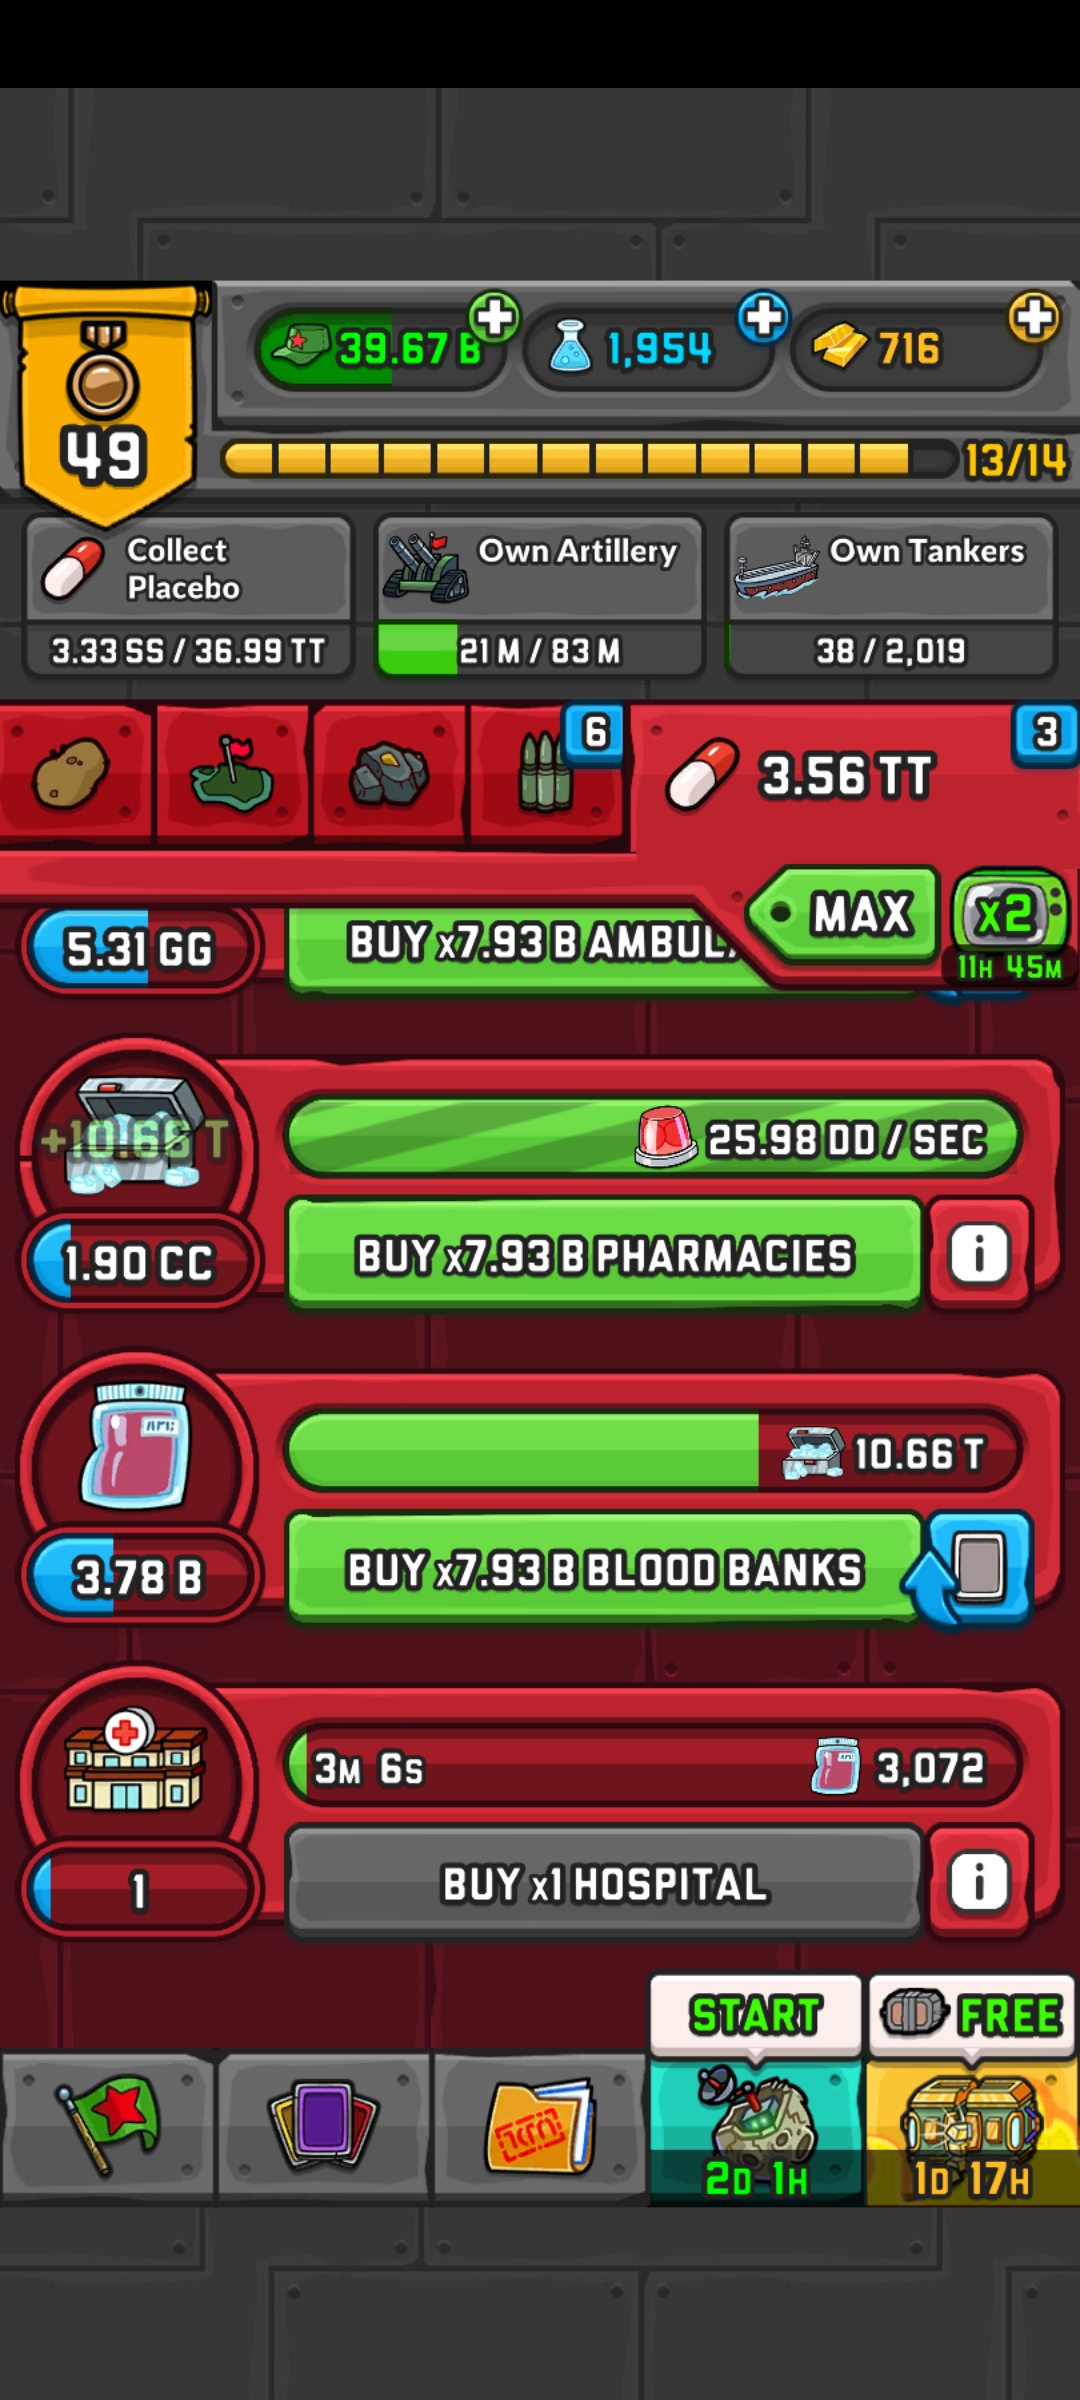 39.67 B
1,954
716
49
13/14
Collect
Placebo
3.33 SS / 36.99 TT
Own Artillery
21 M / 83 M
Own Tankers
38 / 2,019
6
3.56 TT
3
MAX
x2
11H 45M
5.31 GG
BUY x7.93 B AMBUL
+10.66 T
25.98 DD / SEC
1.90 CC
BUY x7.93 B PHARMACIES
i
10.66 T
3.78 B
BUY x7.93 B BLOOD BANKS
3M 6S
3,072
1
BUY x1 HOSPITAL
i
START
FREE
2D 1H
1D 17H